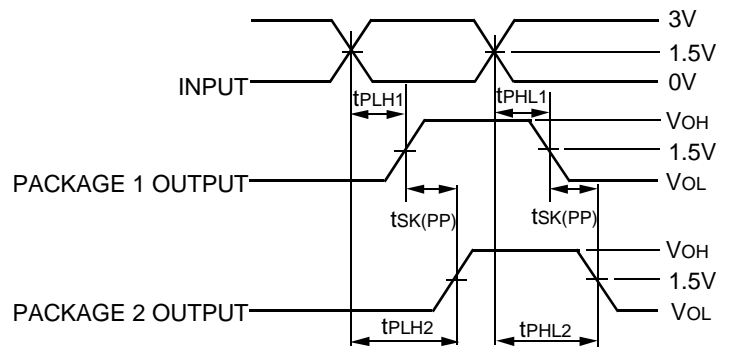 3V
1.5V
INPUT
0V
tPLH1
tPHL1
VOH
1.5V
PACKAGE 1 OUTPUT
VOL
tSK(PP)
tSK(PP)
VOH
1.5V
PACKAGE 2 OUTPUT
VOL
tPLH2
tPHL2